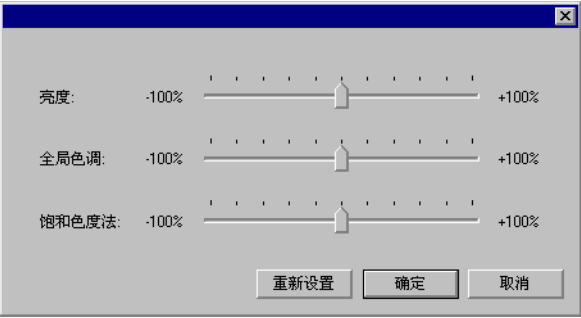 亮度: -100% +100%
全局色调: -100% +100%
饱和色度法: -100% +100%
重新设置 确定 取消